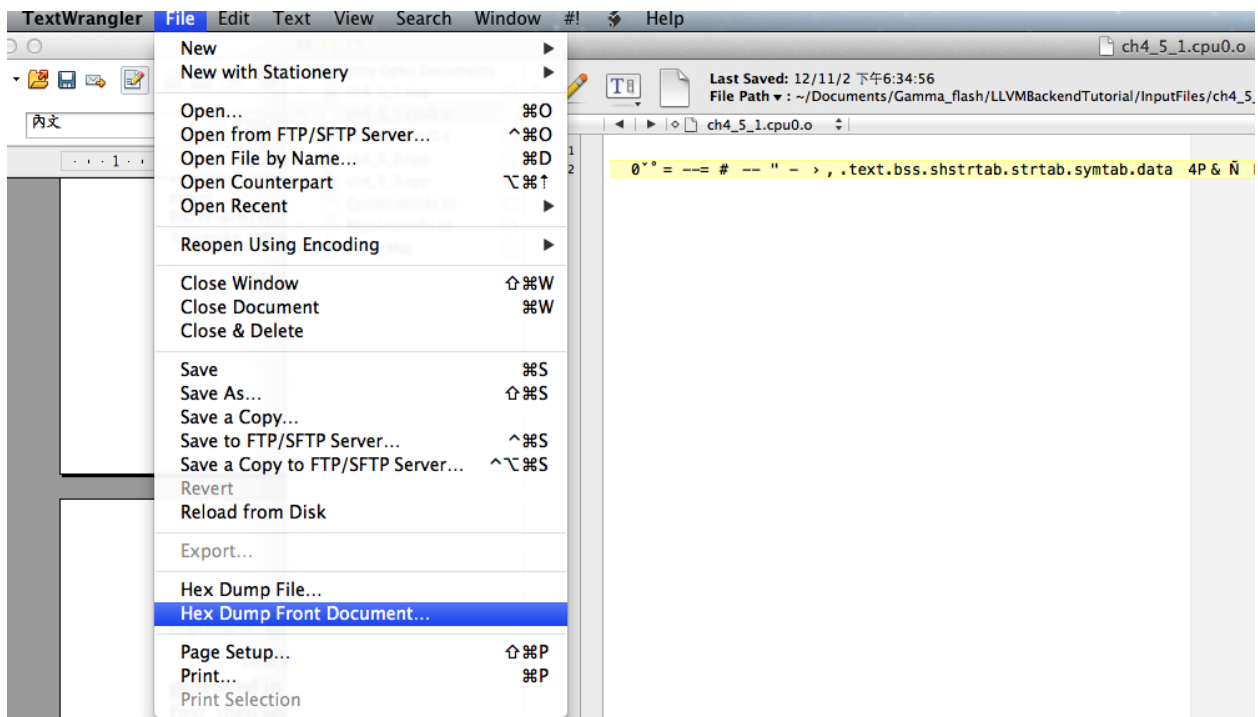 TextWrangler File Edit Text View Search Window #! Help
ch4_5_1.cpu0.o
Last Saved: 12/11/2 下午6:34:56
File Path ▾ : ~/Documents/Gamma_flash/LLVMBackendTutorial/InputFiles/ch4_5_
ch4_5_1.cpu0.o
內文
1
1
2
0ˇ° = --= # -- " - › , .text.bss.shstrtab.strtab.symtab.data 4P & Ñ
New ▶
New with Stationery ▶
Open... ⌘O
Open from FTP/SFTP Server... ^⌘O
Open File by Name... ⌘D
Open Counterpart ⌥⌘↑
Open Recent ▶
Reopen Using Encoding ▶
Close Window ⇧⌘W
Close Document ⌘W
Close & Delete
Save ⌘S
Save As... ⇧⌘S
Save a Copy...
Save to FTP/SFTP Server... ^⌘S
Save a Copy to FTP/SFTP Server... ^⌥⌘S
Revert
Reload from Disk
Export...
Hex Dump File...
Hex Dump Front Document...
Page Setup... ⇧⌘P
Print... ⌘P
Print Selection